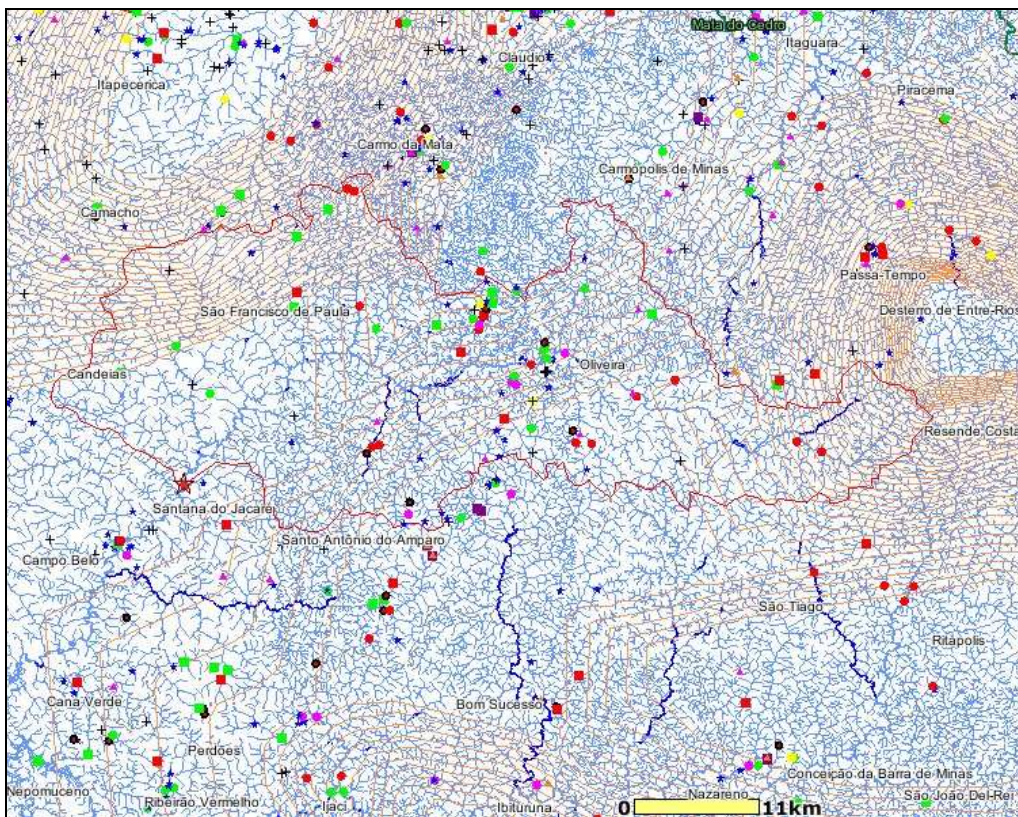 Mata do Cedro
Itaguara
Cláudio
Itapecerica
Piracema
Carmo da Mata
Carmópolis de Minas
Camacho
Passa-Tempo
São Francisco de Paula
Desterro de Entre-Rios
Candeias
Oliveira
Resende Costa
Santana do Jacaré
Santo Antônio do Amparo
Campo Belo
São Tiago
Ritápolis
Cana Verde
Bom Sucesso
Perdões
Conceição da Barra de Minas
Nepomuceno
Ribeirão Vermelho
Ijaci
Ibituruna
Nazareno
São João Del-Rei
0 11km